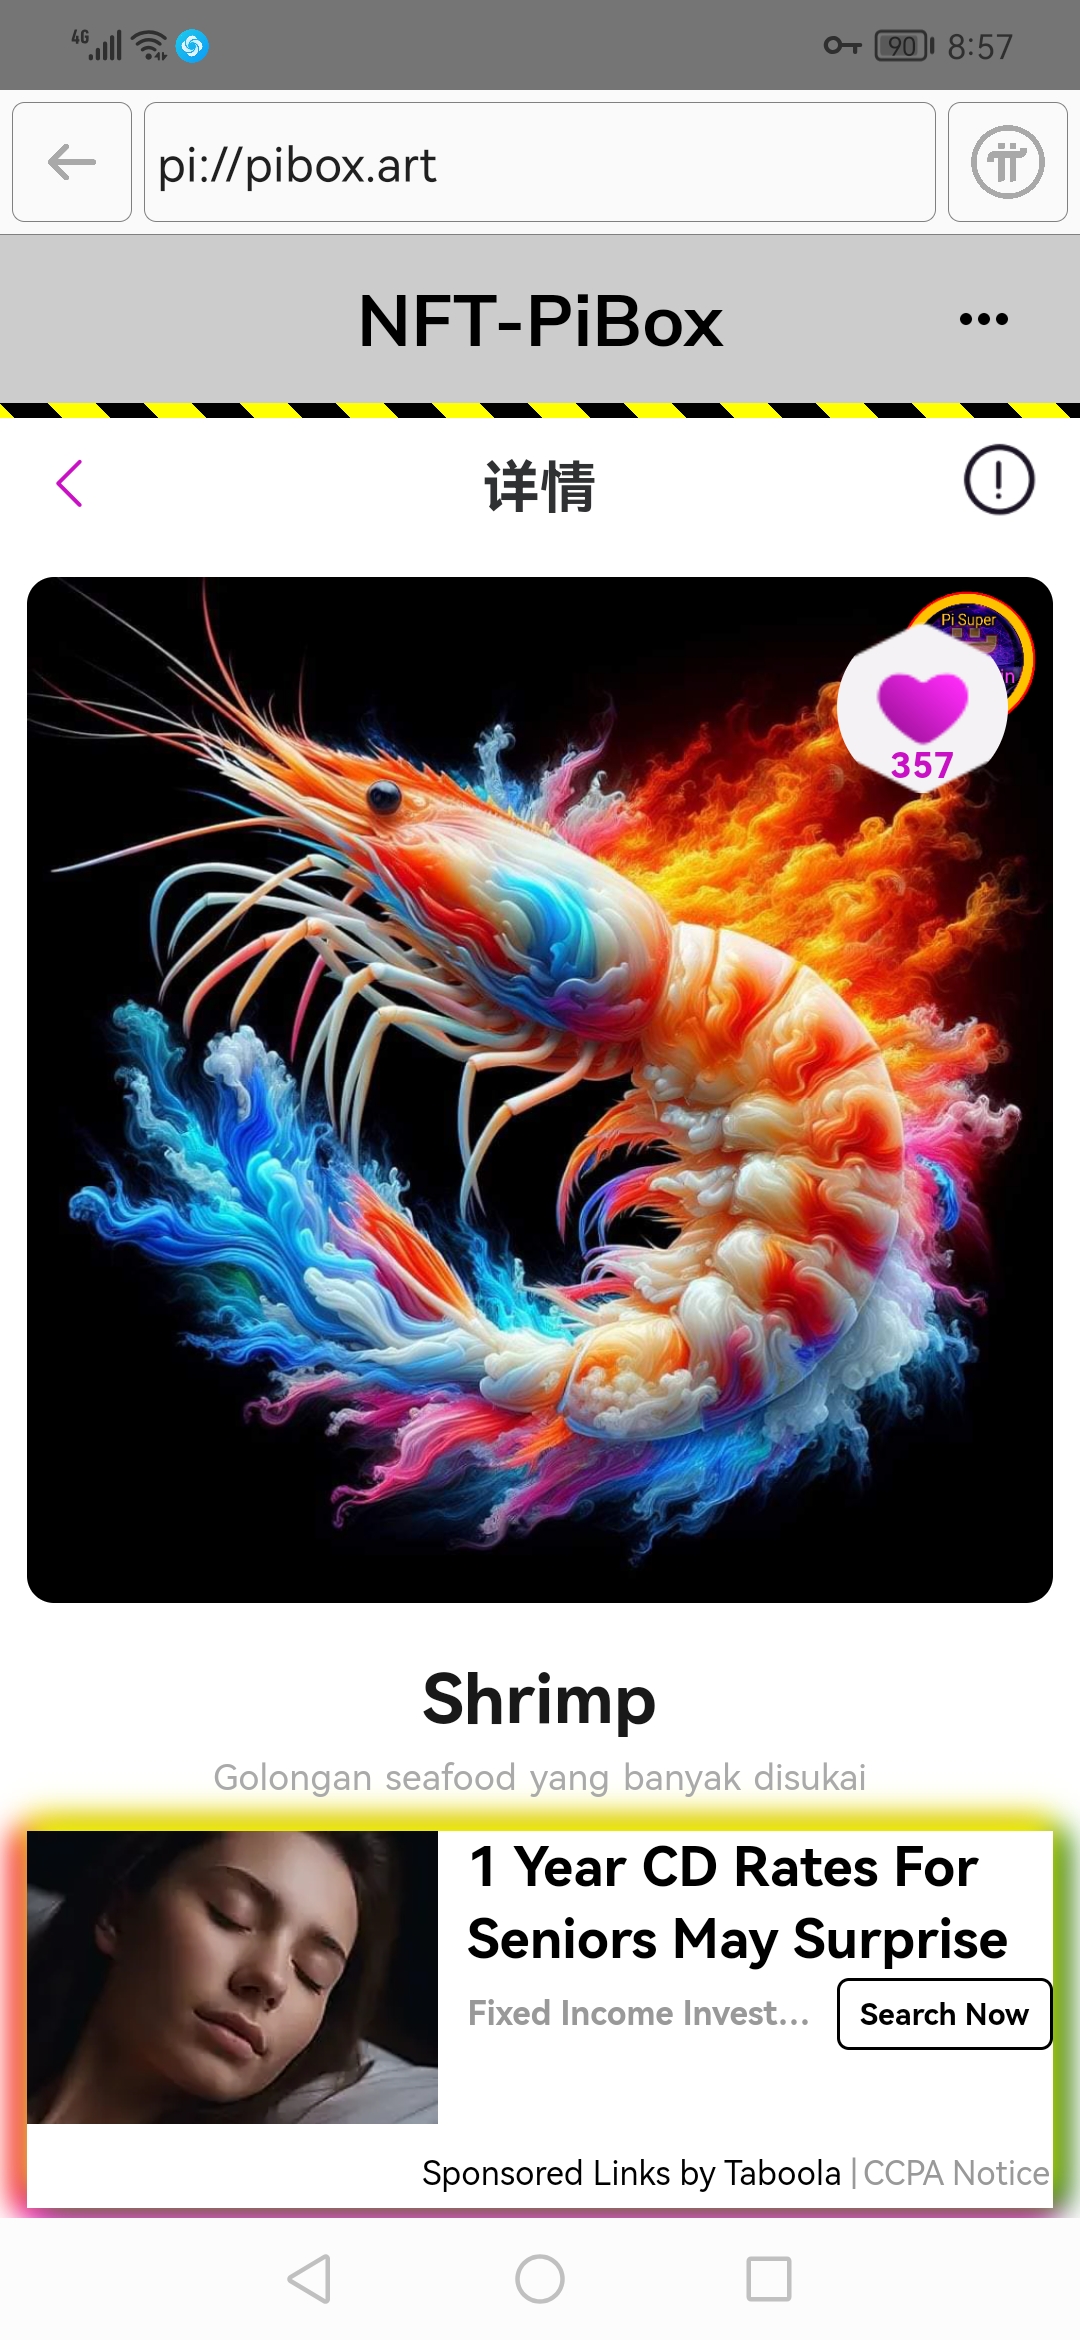 4G
90
8:57
pi://pibox.art
NFT-PiBox
详情
Pi Super
in
357
Shrimp
Golongan seafood yang banyak disukai
1 Year CD Rates For
Seniors May Surprise
Fixed Income Invest...
Search Now
Sponsored Links by Taboola | CCPA Notice